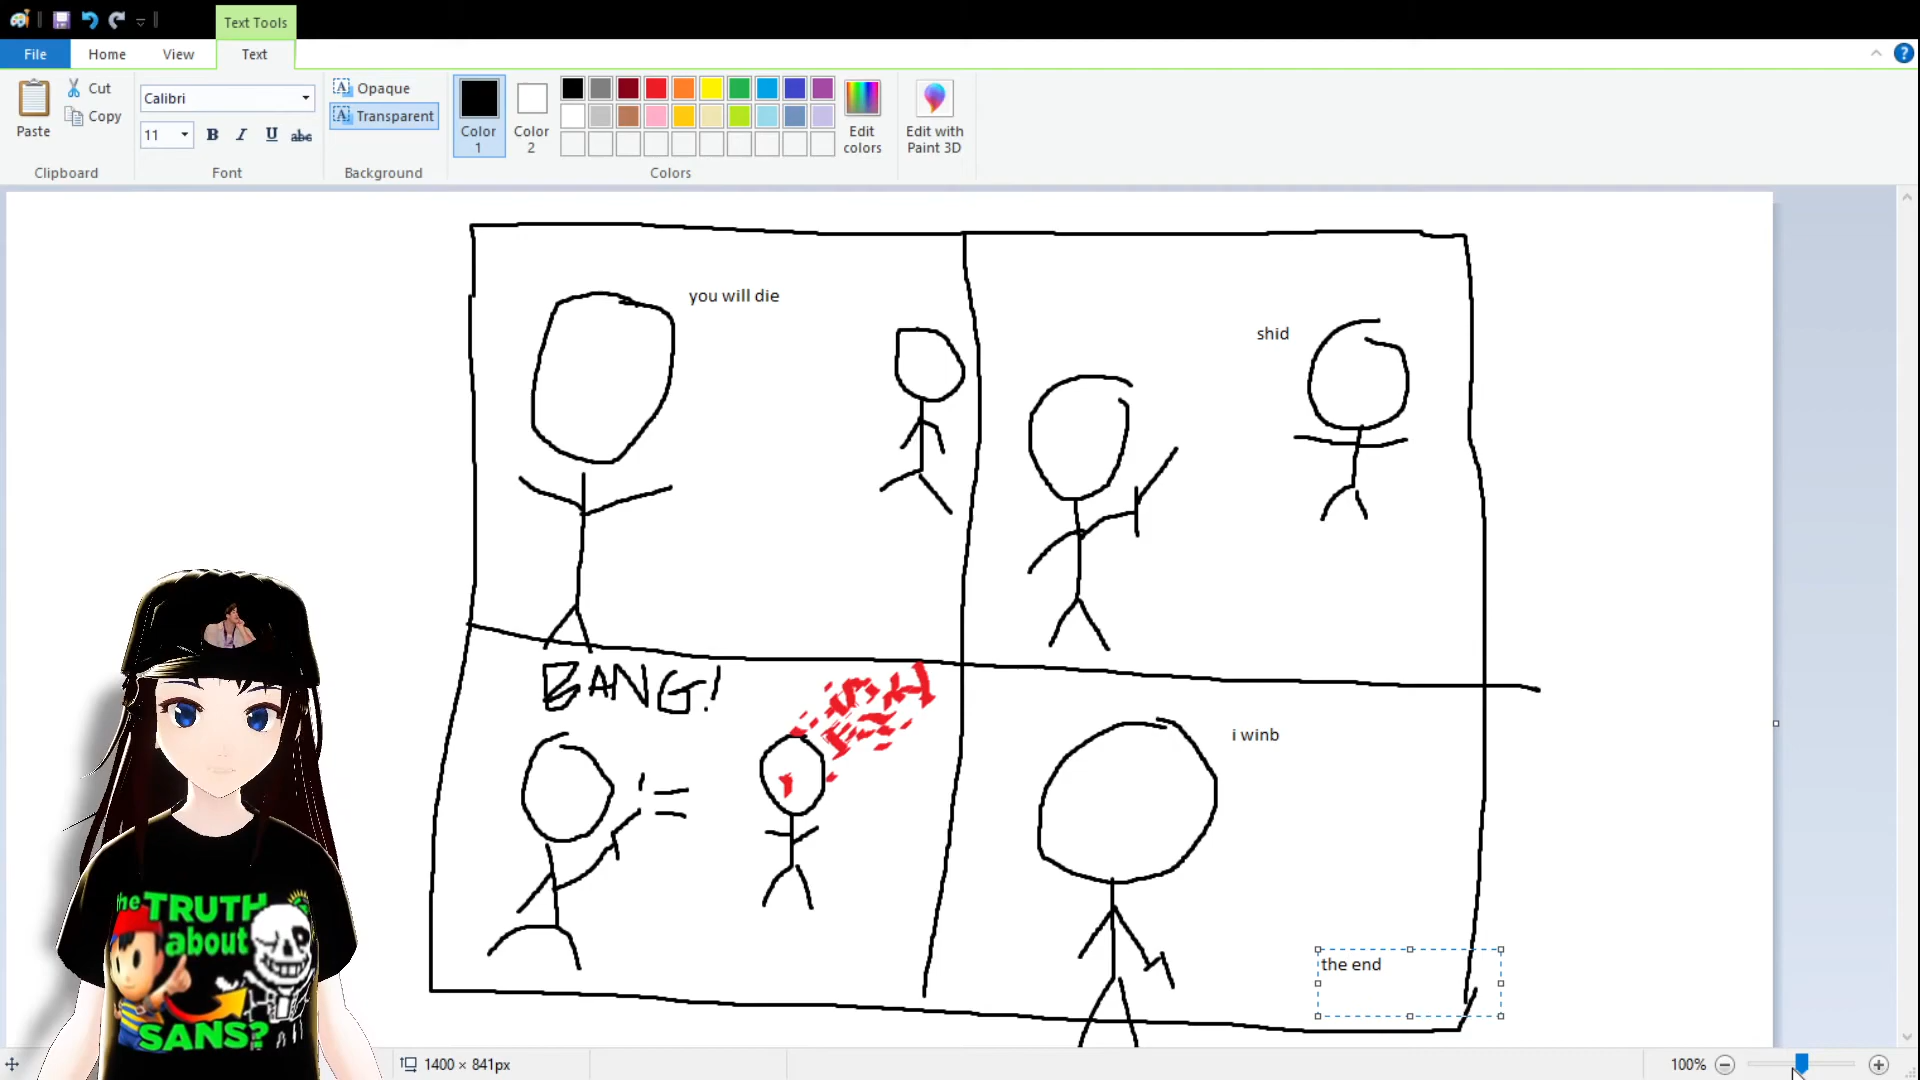 Text Tools
File Home View Text
Paste
Cut
Copy
Clipboard
Calibri
11 B I U abc
Font
Opaque
Transparent
Background
Color 1
Color 2
Edit colors
Colors
Edit with Paint 3D
you will die
shid
BANG!
i winb
the end
the TRUTH
about
SANS?
1400 × 841px
100%